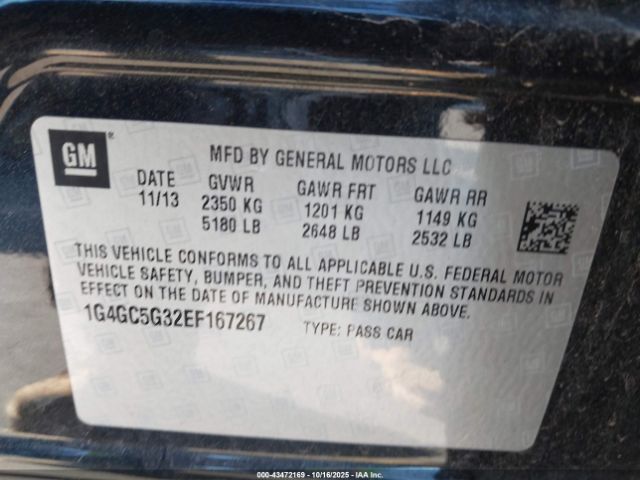 GM ®
MFD BY GENERAL MOTORS LLC
DATE GVWR GAWR FRT GAWR RR
11/13 2350 KG 1201 KG 1149 KG
5180 LB 2648 LB 2532 LB
THIS VEHICLE CONFORMS TO ALL APPLICABLE U.S. FEDERAL MOTOR
VEHICLE SAFETY, BUMPER, AND THEFT PREVENTION STANDARDS IN
EFFECT ON THE DATE OF MANUFACTURE SHOWN ABOVE.
1G4GC5G32EF167267 TYPE: PASS CAR
000-43472169 - 10/16/2025 - IAAI.COM